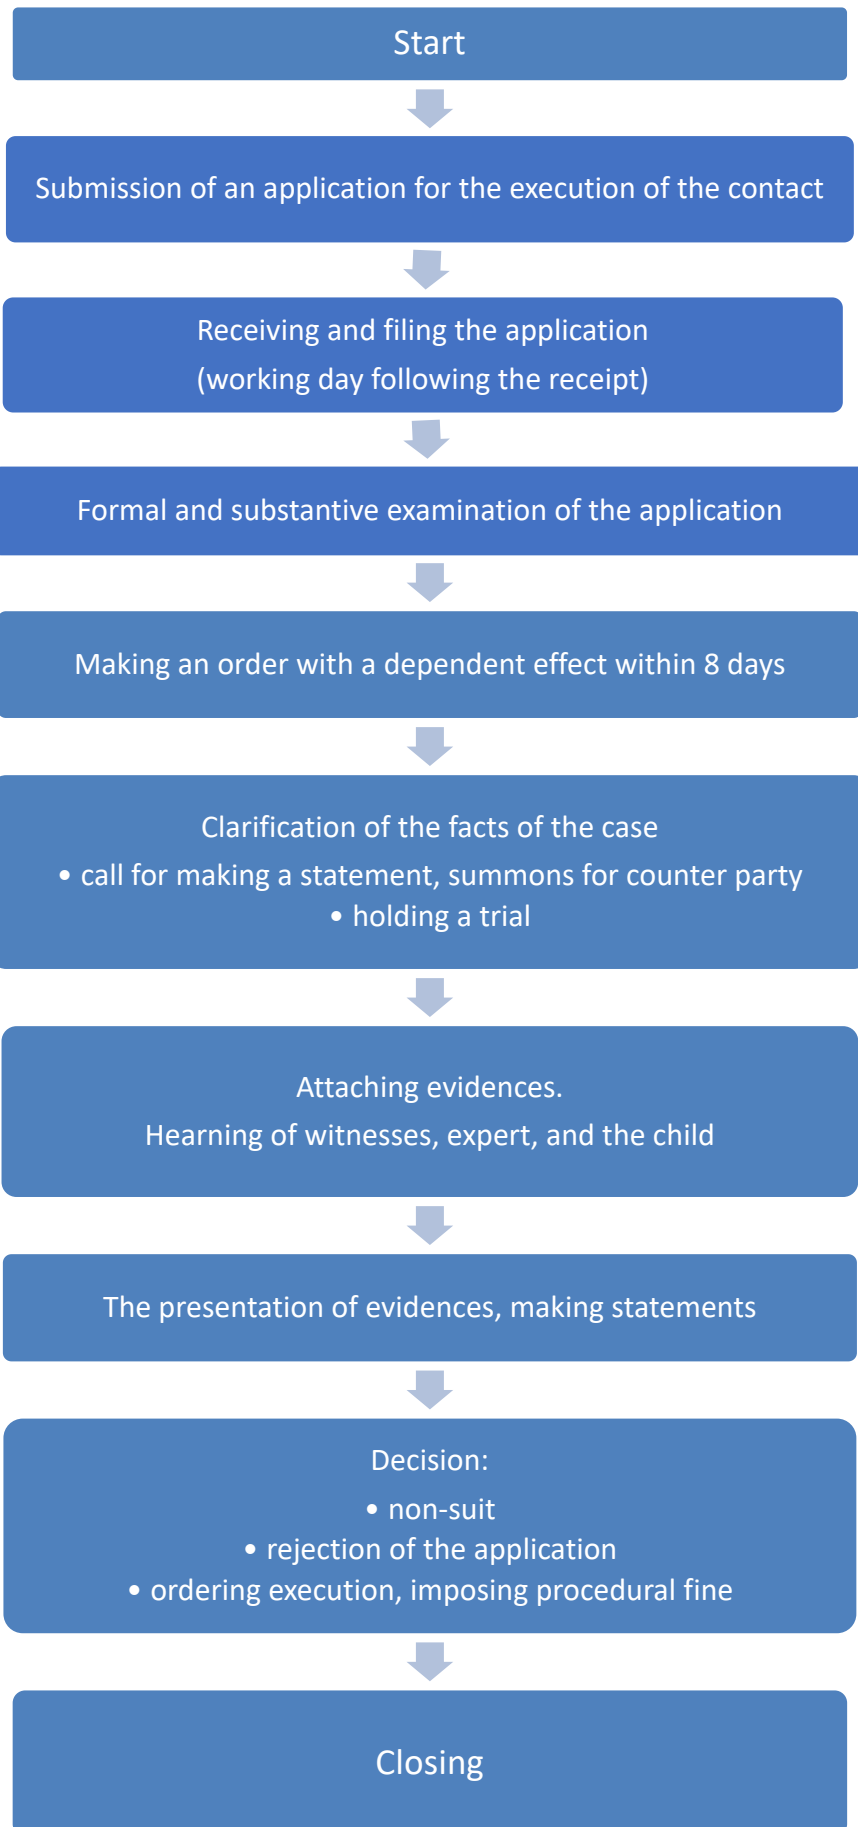 Start
Submission of an application for the execution of the contact
Receiving and filing the application
(working day following the receipt)
Formal and substantive examination of the application
Making an order with a dependent effect within 8 days
Clarification of the facts of the case
• call for making a statement, summons for counter party
• holding a trial
Attaching evidences.
Hearning of witnesses, expert, and the child
The presentation of evidences, making statements
Decision:
• non-suit
• rejection of the application
• ordering execution, imposing procedural fine
Closing